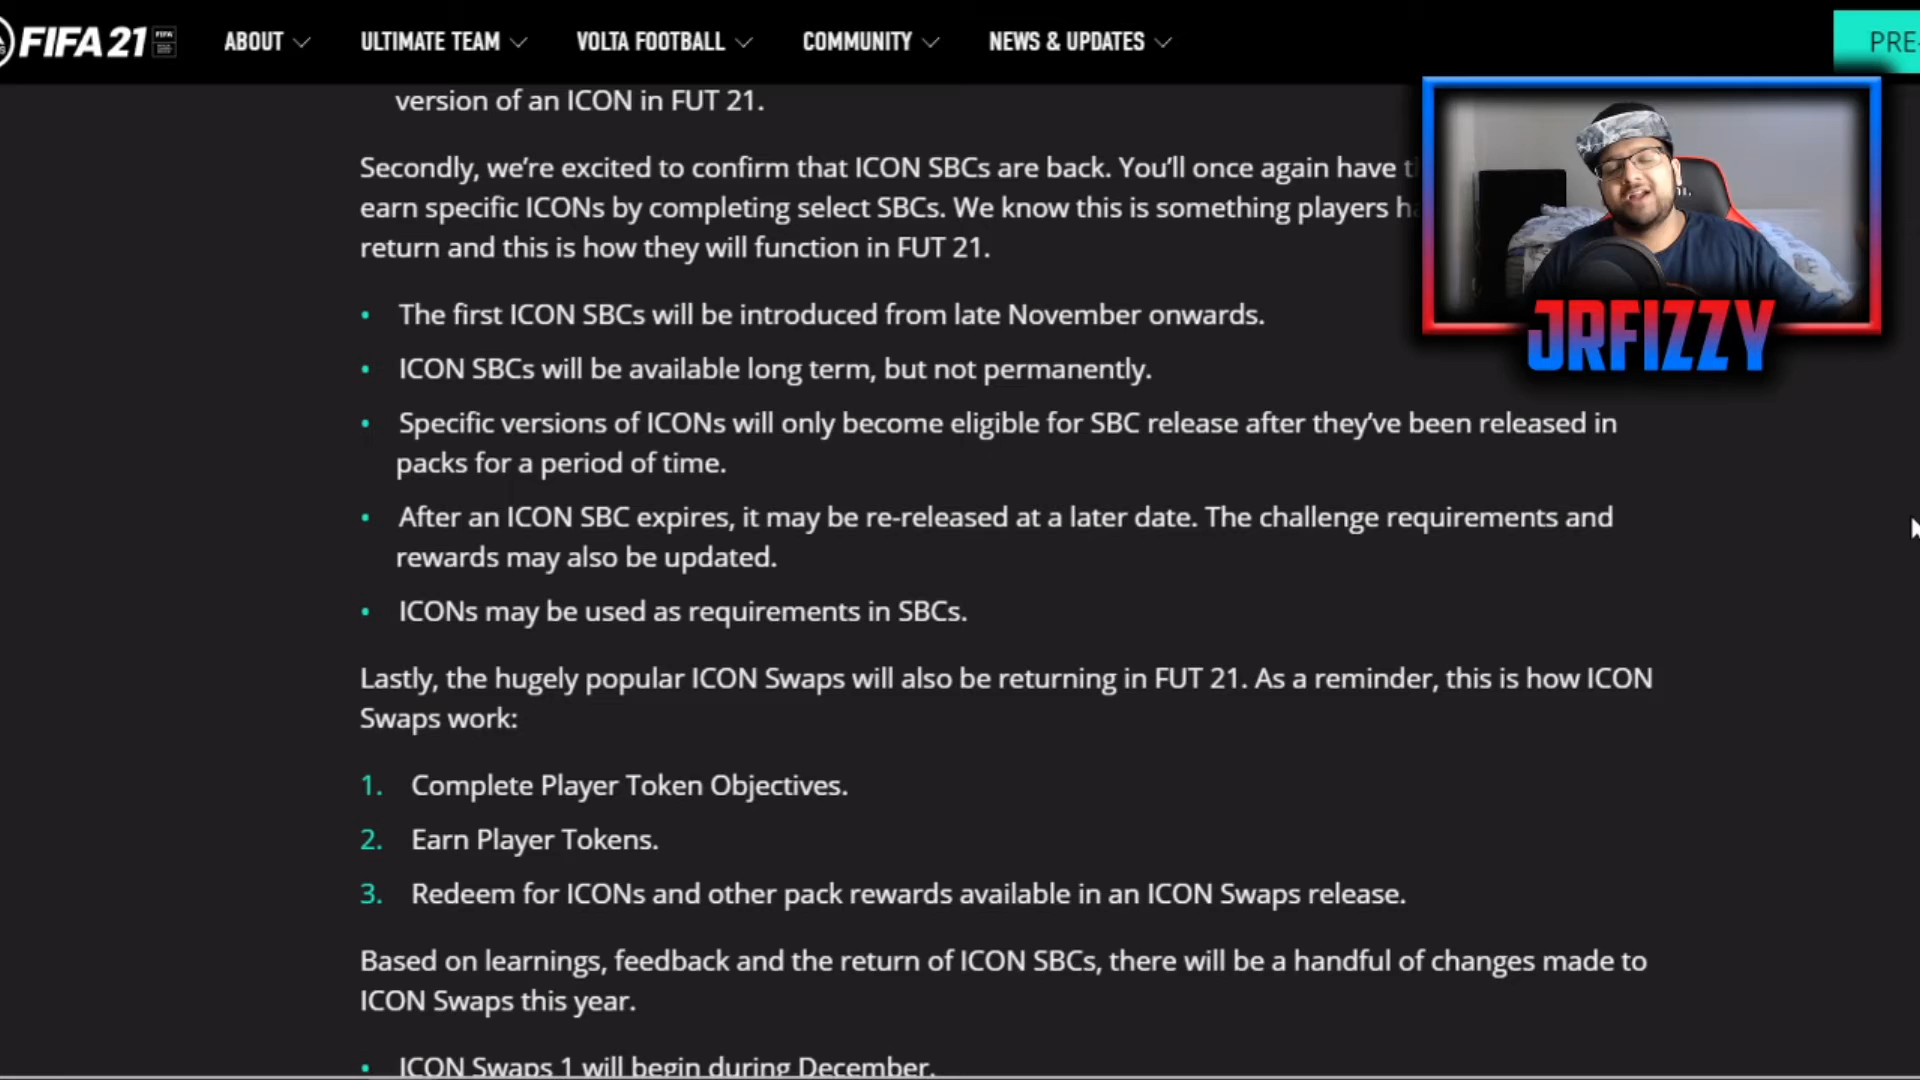 FIFA 21
ABOUT
ULTIMATE TEAM
VOLTA FOOTBALL
COMMUNITY
NEWS & UPDATES
PRE-
version of an ICON in FUT 21.
Secondly, we're excited to confirm that ICON SBCs are back. You'll once again have
earn specific ICONs by completing select SBCs. We know this is something players
return and this is how they will function in FUT 21.
JRFIZZY
• The first ICON SBCs will be introduced from late November onwards.
• ICON SBCs will be available long term, but not permanently.
• Specific versions of ICONs will only become eligible for SBC release after they've been released in
packs for a period of time.
• After an ICON SBC expires, it may be re-released at a later date. The challenge requirements and
rewards may also be updated.
• ICONs may be used as requirements in SBCs.
Lastly, the hugely popular ICON Swaps will also be returning in FUT 21. As a reminder, this is how ICON
Swaps work:
1. Complete Player Token Objectives.
2. Earn Player Tokens.
3. Redeem for ICONs and other pack rewards available in an ICON Swaps release.
Based on learnings, feedback and the return of ICON SBCs, there will be a handful of changes made to
ICON Swaps this year.
• ICON Swaps 1 will begin during December.